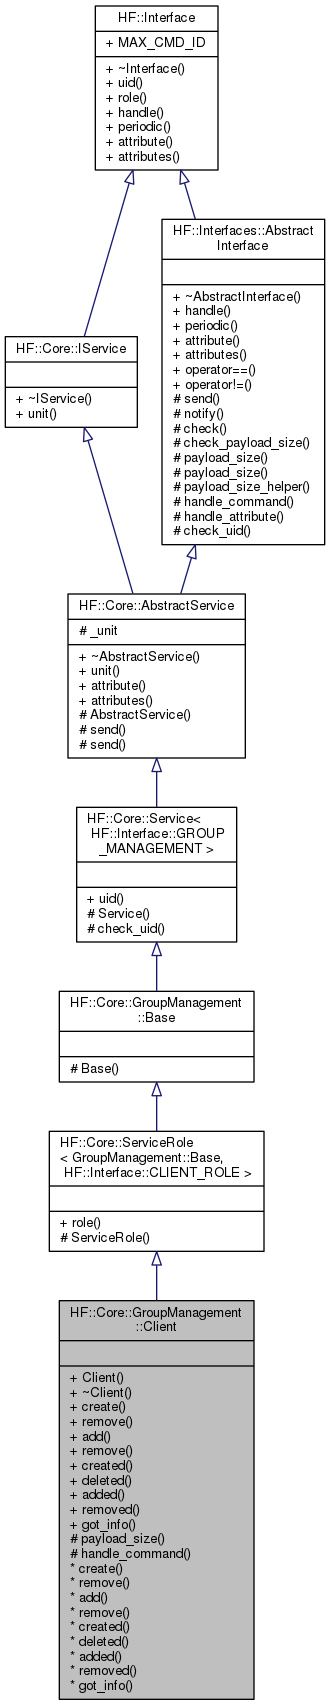 HF::Interface
+ MAX_CMD_ID
+ ~Interface()
+ uid()
+ role()
+ handle()
+ periodic()
+ attribute()
+ attributes()
HF::Interfaces::Abstract
Interface
+ ~AbstractInterface()
+ handle()
+ periodic()
+ attribute()
+ attributes()
+ operator==()
+ operator!=()
# send()
# notify()
# check()
# check_payload_size()
# payload_size()
# payload_size()
# payload_size_helper()
# handle_command()
# handle_attribute()
# check_uid()
HF::Core::IService
+ ~IService()
+ unit()
HF::Core::AbstractService
# _unit
+ ~AbstractService()
+ unit()
+ attribute()
+ attributes()
# AbstractService()
# send()
# send()
HF::Core::Service<
HF::Interface::GROUP
_MANAGEMENT >
+ uid()
# Service()
# check_uid()
HF::Core::GroupManagement
::Base
# Base()
HF::Core::ServiceRole
< GroupManagement::Base,
HF::Interface::CLIENT_ROLE >
+ role()
# ServiceRole()
HF::Core::GroupManagement
::Client
+ Client()
+ ~Client()
+ create()
+ remove()
+ add()
+ remove()
+ created()
+ deleted()
+ added()
+ removed()
+ got_info()
# payload_size()
# handle_command()
* create()
* remove()
* add()
* remove()
* created()
* deleted()
* added()
* removed()
* got_info()